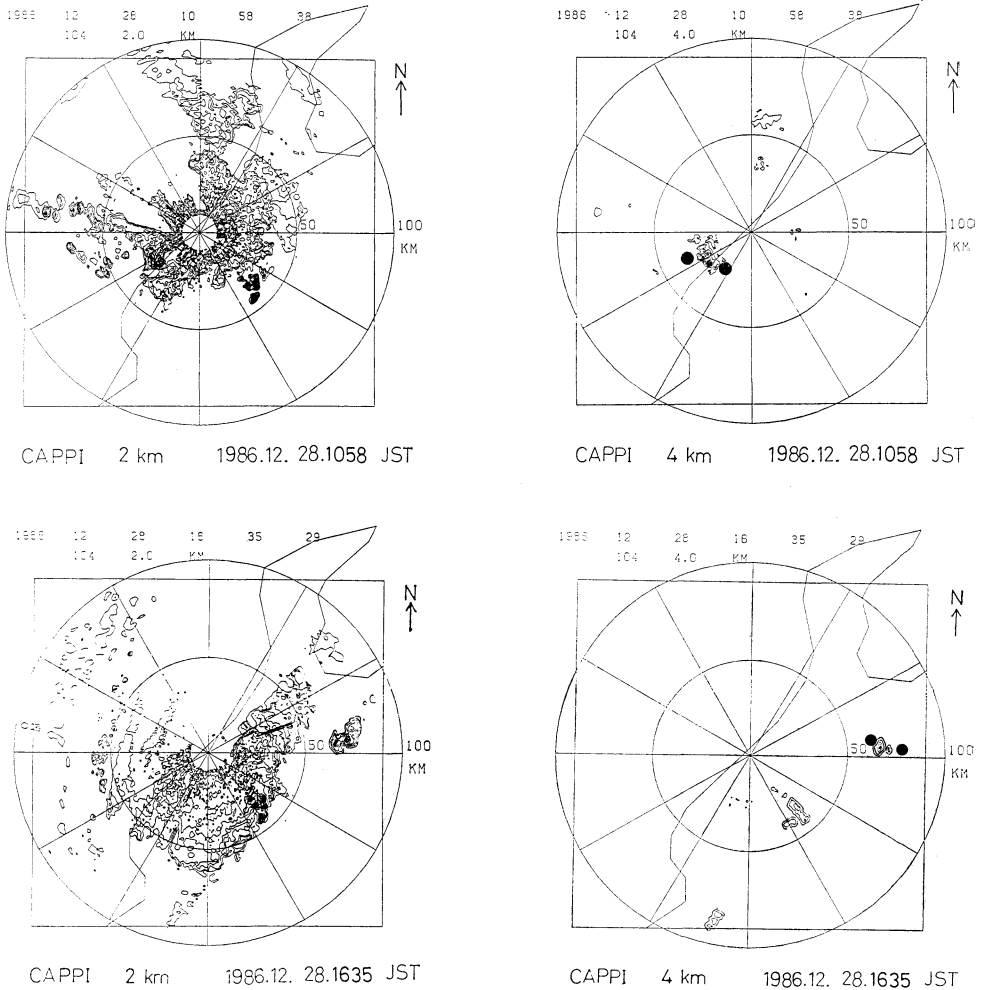 1986 12 28 10 58 38
104 2.0 KM
N
50
100
KM
CAPPI 2 km 1986.12. 28.1058 JST
1986 12 28 10 58 38
104 4.0 KM
N
50
100
KM
CAPPI 4 km 1986.12. 28.1058 JST
1986 12 28 16 35 29
104 2.0 KM
N
50
100
KM
CAPPI 2 km 1986.12. 28.1635 JST
1986 12 28 16 35 29
104 4.0 KM
N
50
100
KM
CAPPI 4 km 1986.12. 28.1635 JST